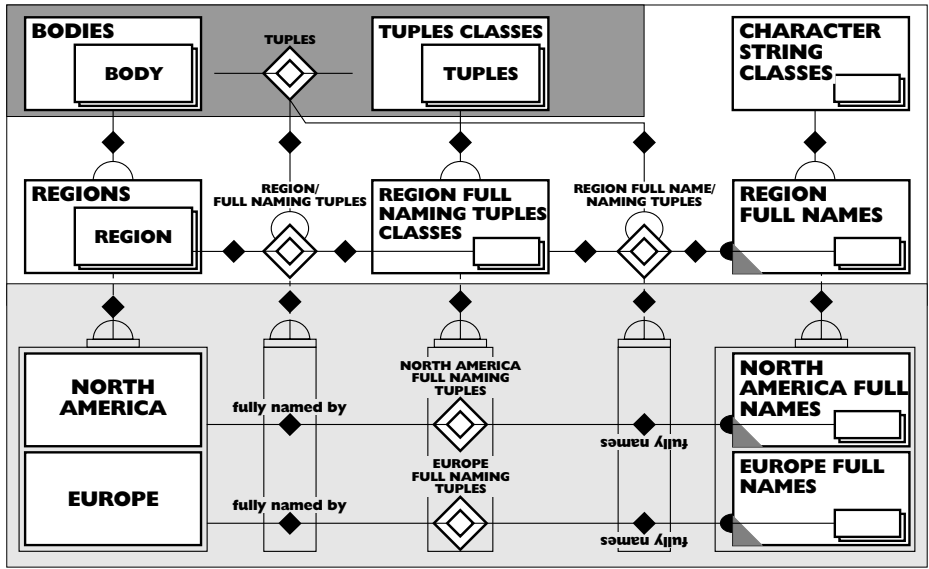 BODIES
BODY
TUPLES
TUPLES CLASSES
TUPLES
CHARACTER
STRING
CLASSES
REGIONS
REGION
REGION/
FULL NAMING TUPLES
REGION FULL
NAMING TUPLES
CLASSES
REGION FULL NAME/
NAMING TUPLES
REGION
FULL NAMES
NORTH
AMERICA
fully named by
NORTH AMERICA
FULL NAMING
TUPLES
fully names
NORTH
AMERICA FULL
NAMES
EUROPE
fully named by
EUROPE
FULL NAMING
TUPLES
fully names
EUROPE FULL
NAMES